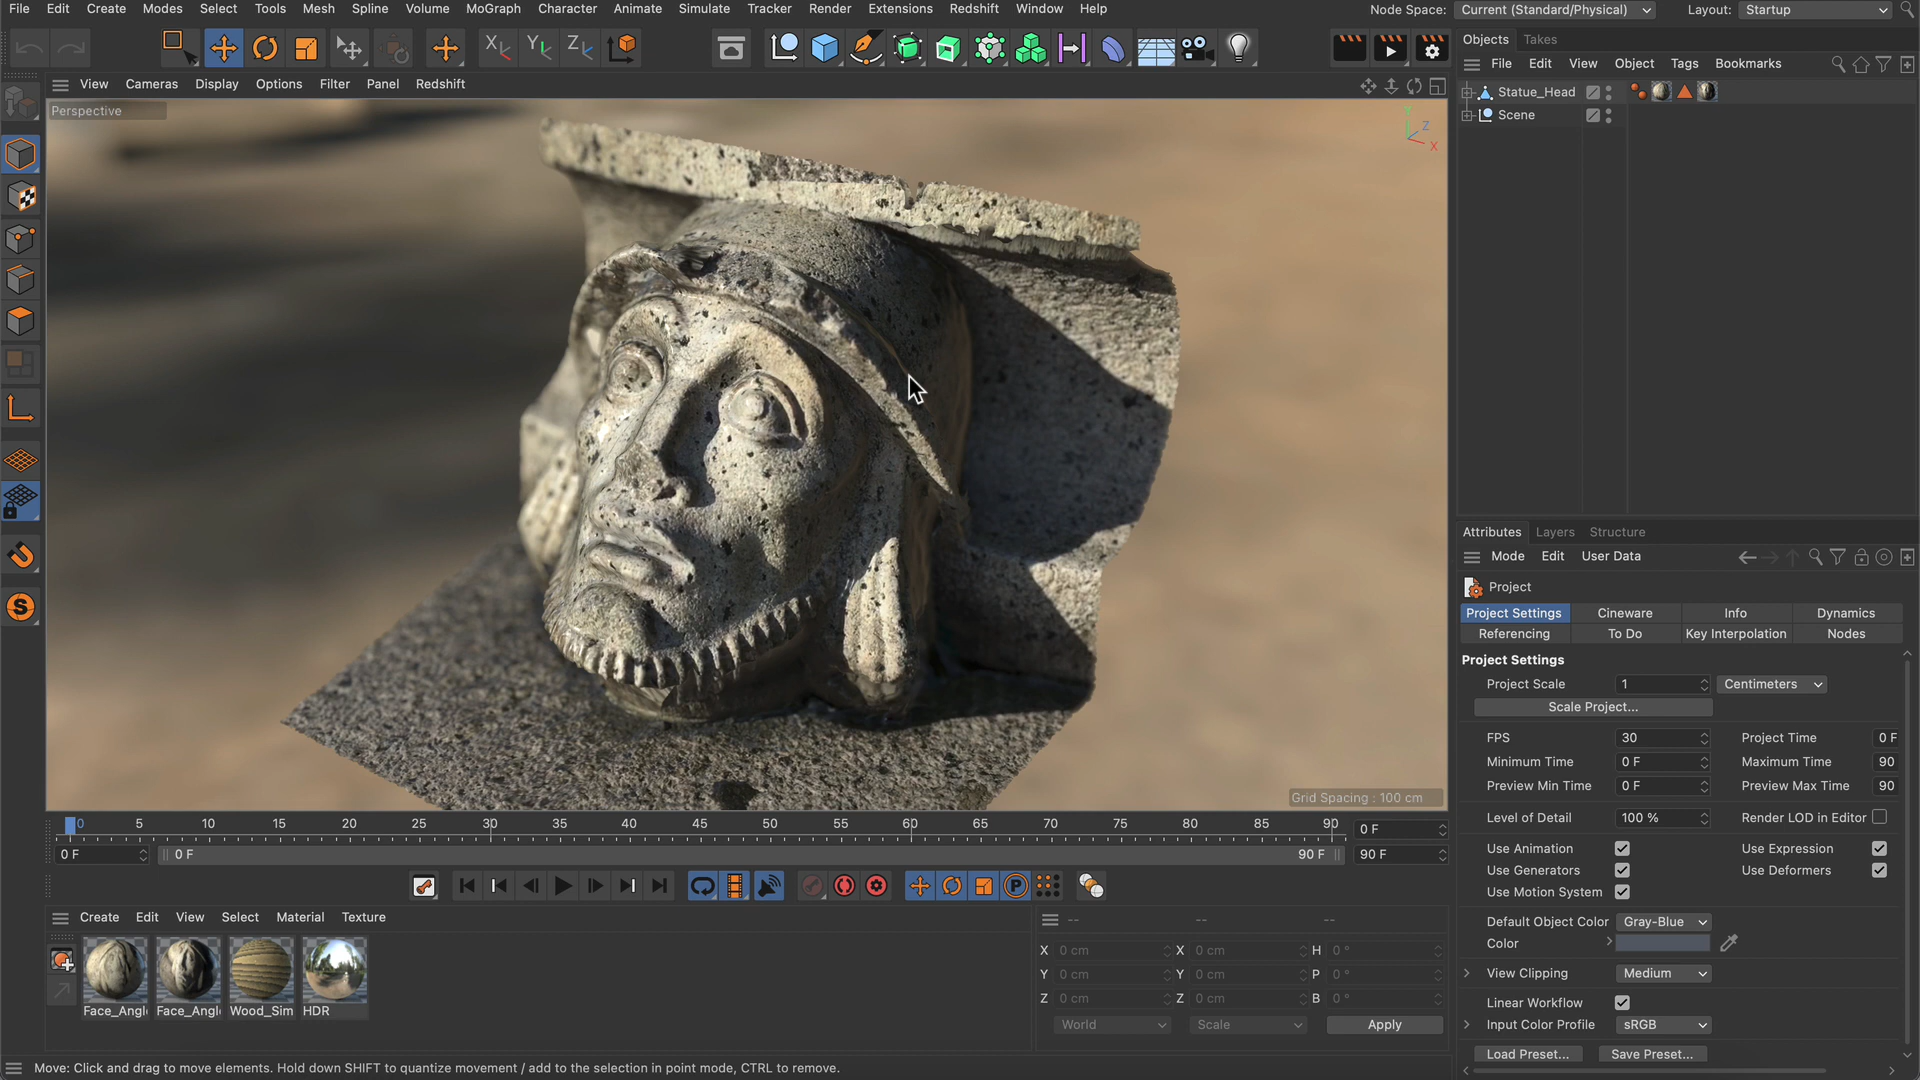 File Edit Create Modes Select Tools Mesh Spline Volume MoGraph Character Animate Simulate Tracker Render Extensions Redshift Window Help Node Space: Current (Standard/Physical) Layout: Startup
Objects Takes
File Edit View Object Tags Bookmarks
View Cameras Display Options Filter Panel Redshift
Perspective
Y
Z
X
Statue_Head
Scene
X Y Z
Grid Spacing : 100 cm
Attributes Layers Structure
Mode Edit User Data
Project
Project Settings Cineware Info Dynamics
Referencing To Do Key Interpolation Nodes
Project Settings
Project Scale 1 Centimeters
Scale Project...
FPS 30 Project Time 0 F
Minimum Time 0 F Maximum Time 90
Preview Min Time 0 F Preview Max Time 90
Level of Detail 100 % Render LOD in Editor
Use Animation Use Expression
Use Generators Use Deformers
Use Motion System
Default Object Color Gray-Blue
Color
View Clipping Medium
Linear Workflow
Input Color Profile sRGB
Load Preset... Save Preset...
0 5 10 15 20 25 30 35 40 45 50 55 60 65 70 75 80 85 90 0 F
0 F 0 F 90 F 90 F
P
S
Create Edit View Select Material Texture
-- -- --
X 0 cm X 0 cm H 0 °
Y 0 cm Y 0 cm P 0 °
Z 0 cm Z 0 cm B 0 °
World Scale Apply
Face_Angl Face_Angl Wood_Sim HDR
Move: Click and drag to move elements. Hold down SHIFT to quantize movement / add to the selection in point mode, CTRL to remove.